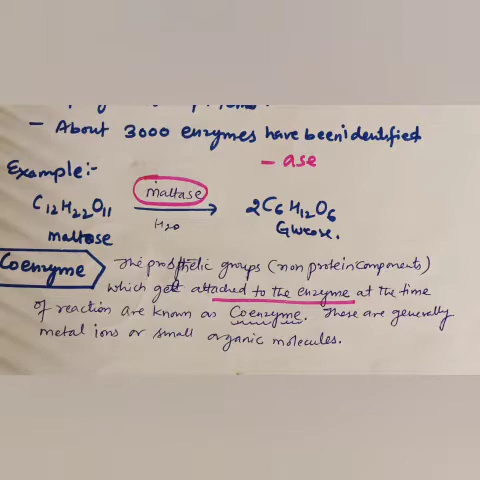 - About 3000 enzymes have been identified
- ase
Example:-
C12H22O11 maltase 2C6H12O6
H2O
maltose Glucose.
Coenzyme The prosthetic groups (non protein components)
which get attached to the enzyme at the time
of reaction are known as Coenzyme. These are generally
metal ions or small organic molecules.